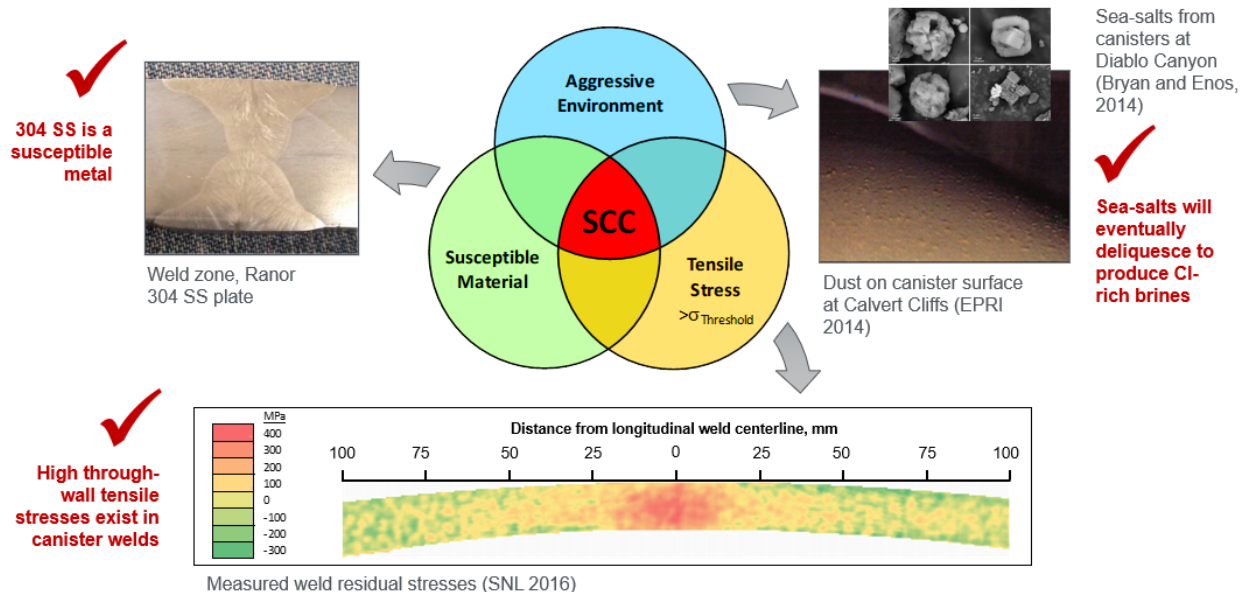 304 SS is a
susceptible
metal
Weld zone, Ranor
304 SS plate
Aggressive
Environment
Susceptible
Material
SCC
Tensile
Stress
>σThreshold
Sea-salts from
canisters at
Diablo Canyon
(Bryan and Enos,
2014)
Sea-salts will
eventually
deliquesce to
produce Cl-
rich brines
Dust on canister surface
at Calvert Cliffs (EPRI
2014)
High through-
wall tensile
stresses exist in
canister welds
MPa
400
300
200
100
0
-100
-200
-300
Distance from longitudinal weld centerline, mm
100 75 50 25 0 25 50 75 100
Measured weld residual stresses (SNL 2016)